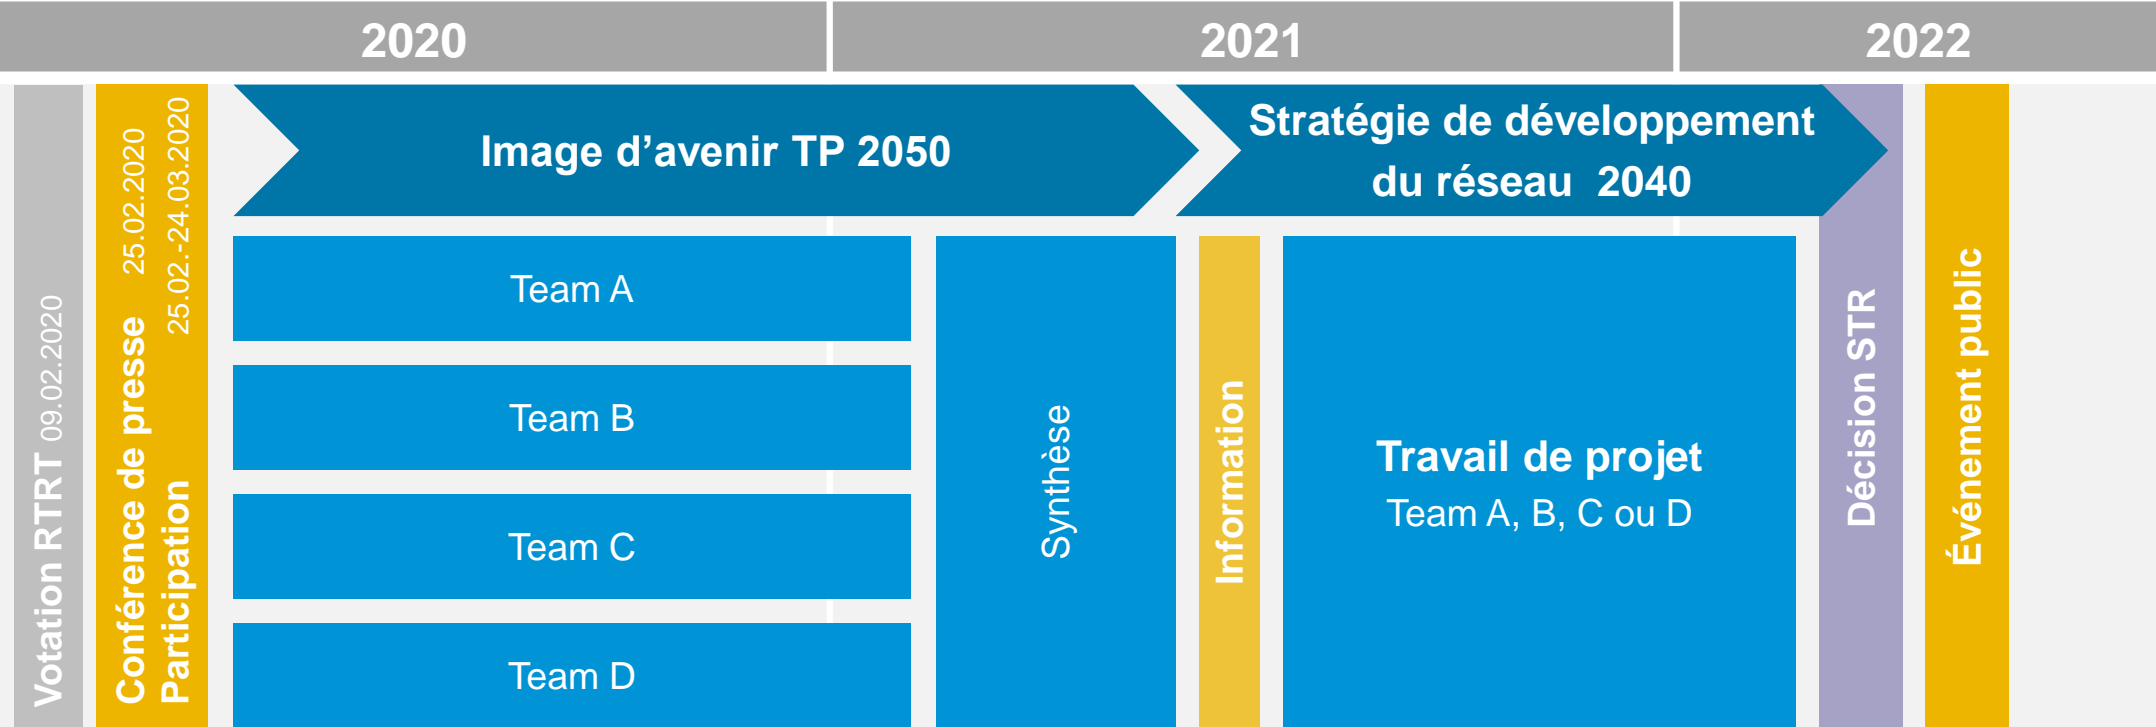 2020
2021
2022
Votation RTRT 09.02.2020
Conférence de presse 25.02.2020
Participation 25.02.-24.03.2020
Image d’avenir TP 2050
Team A
Team B
Team C
Team D
Synthèse
Stratégie de développement
du réseau 2040
Information
Travail de projet
Team A, B, C ou D
Décision STR
Événement public